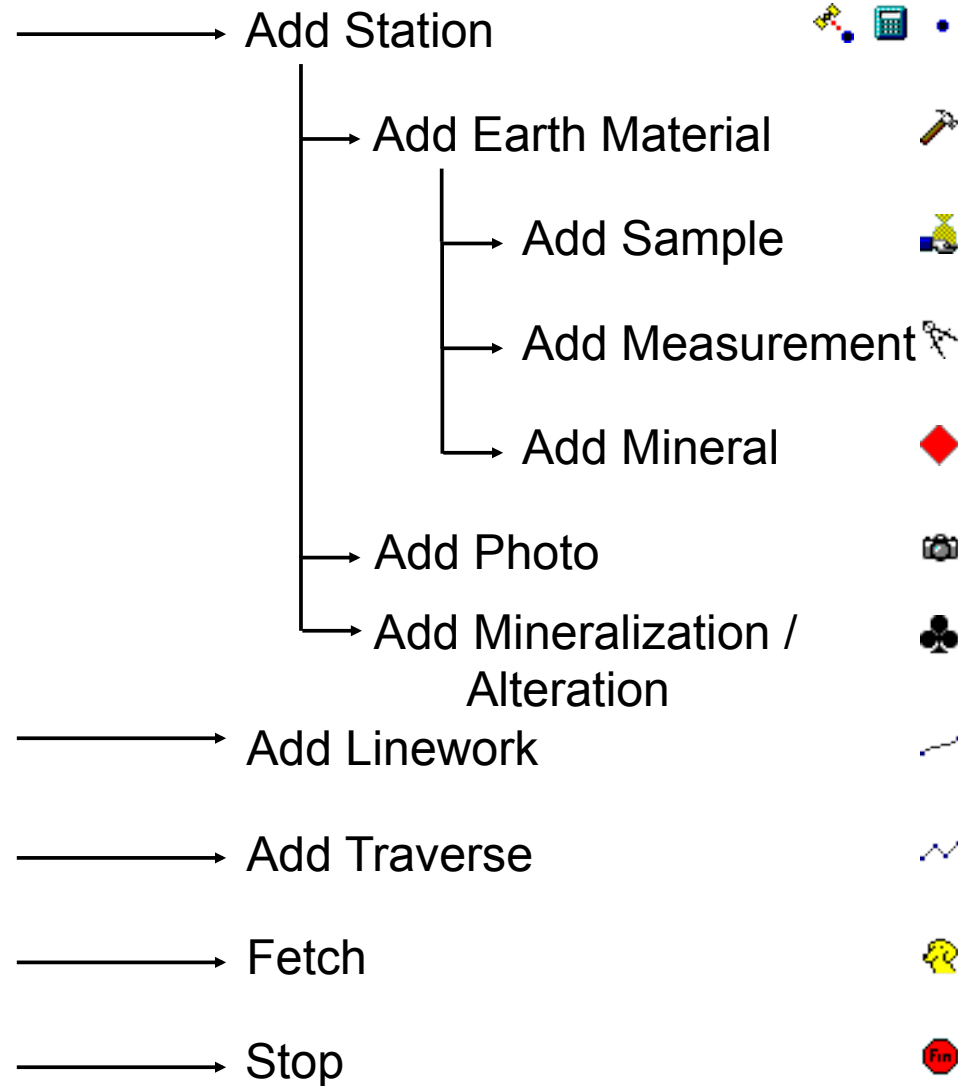 Add Station
Add Earth Material
Add Sample
Add Measurement
Add Mineral
Add Photo
Add Mineralization /
Alteration
Add Linework
Add Traverse
Fetch
Stop
Fin